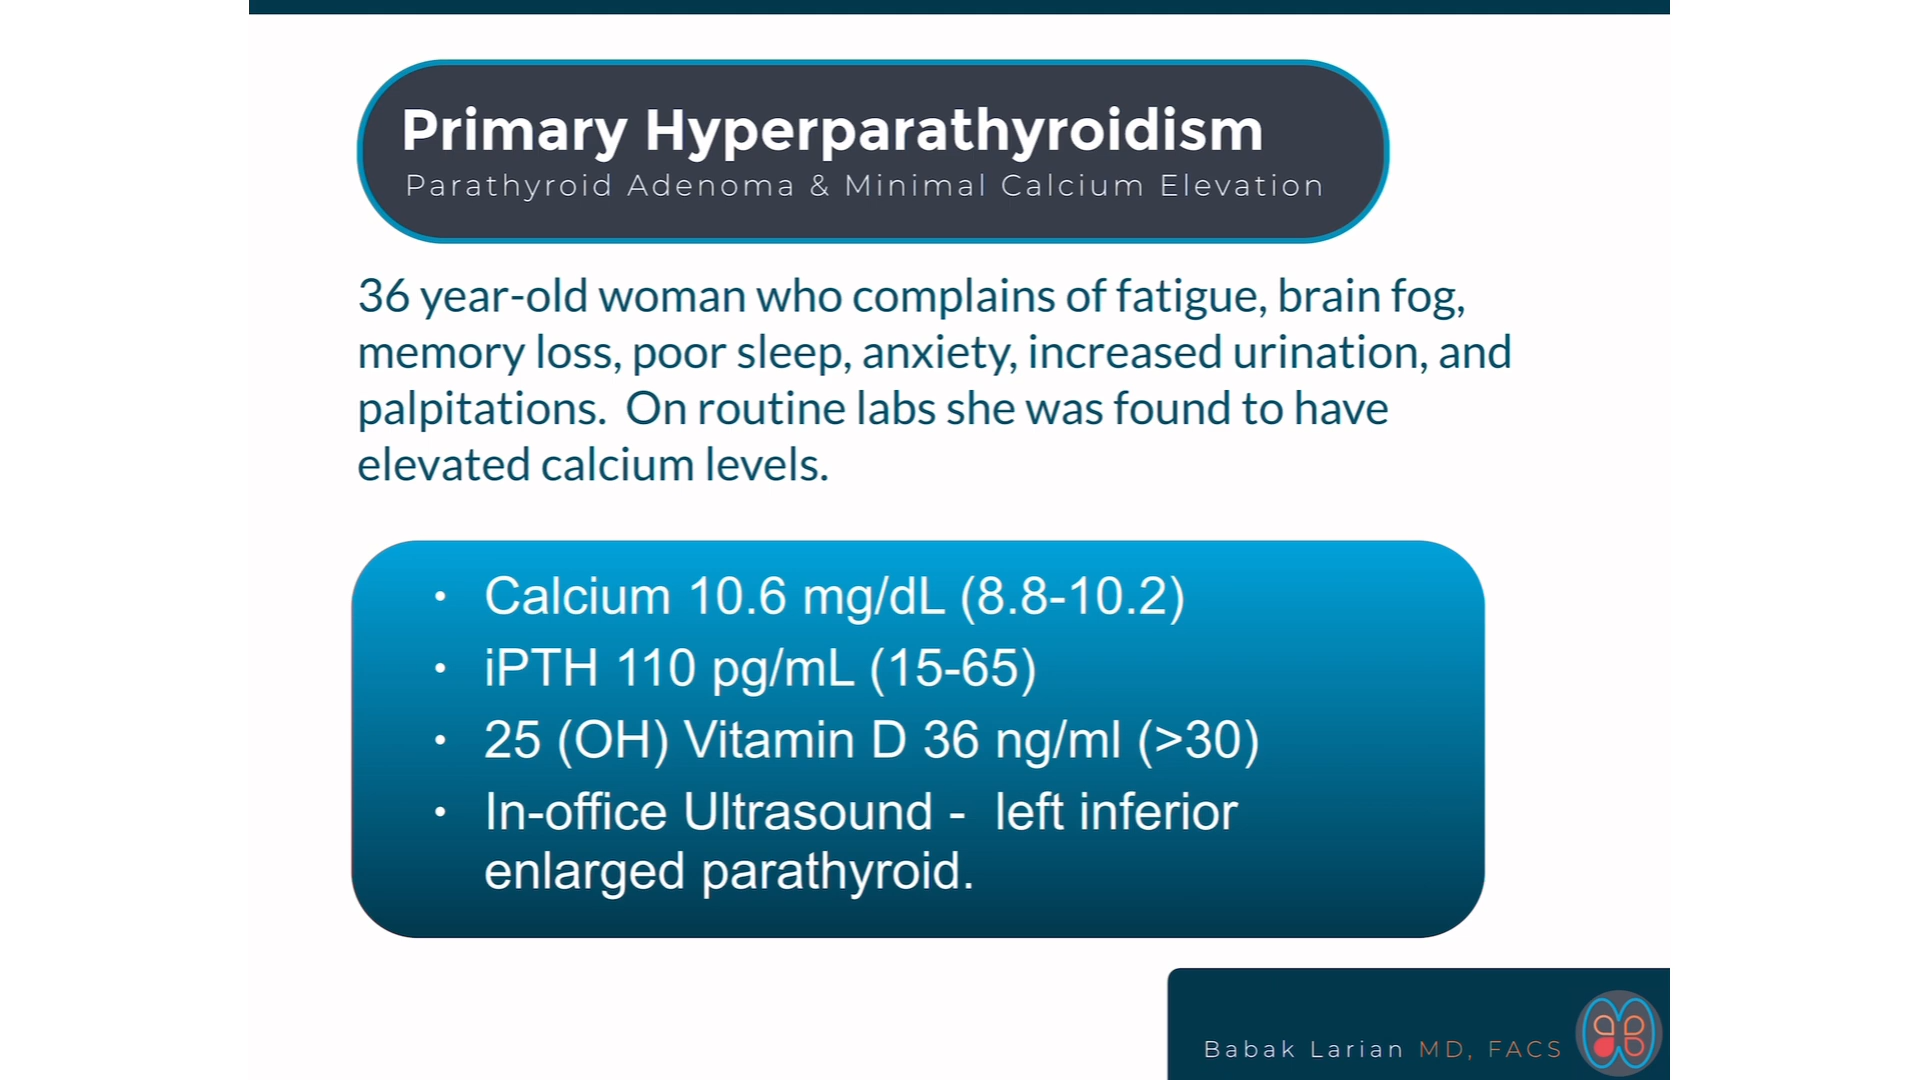 Primary Hyperparathyroidism
Parathyroid Adenoma & Minimal Calcium Elevation
36 year-old woman who complains of fatigue, brain fog,
memory loss, poor sleep, anxiety, increased urination, and
palpitations.  On routine labs she was found to have
elevated calcium levels.
• Calcium 10.6 mg/dL (8.8-10.2)
• iPTH 110 pg/mL (15-65)
• 25 (OH) Vitamin D 36 ng/ml (>30)
• In-office Ultrasound -  left inferior
enlarged parathyroid.
Babak Larian MD, FACS